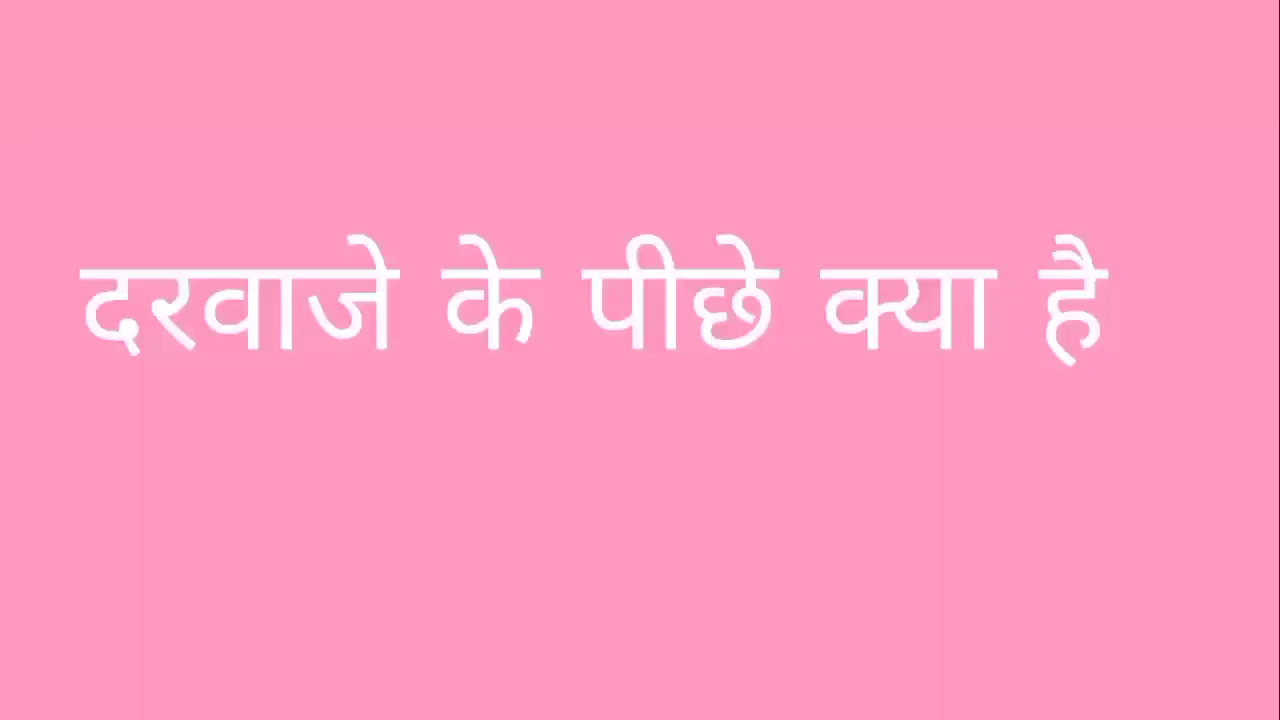 दरवाजे के पीछे क्या है